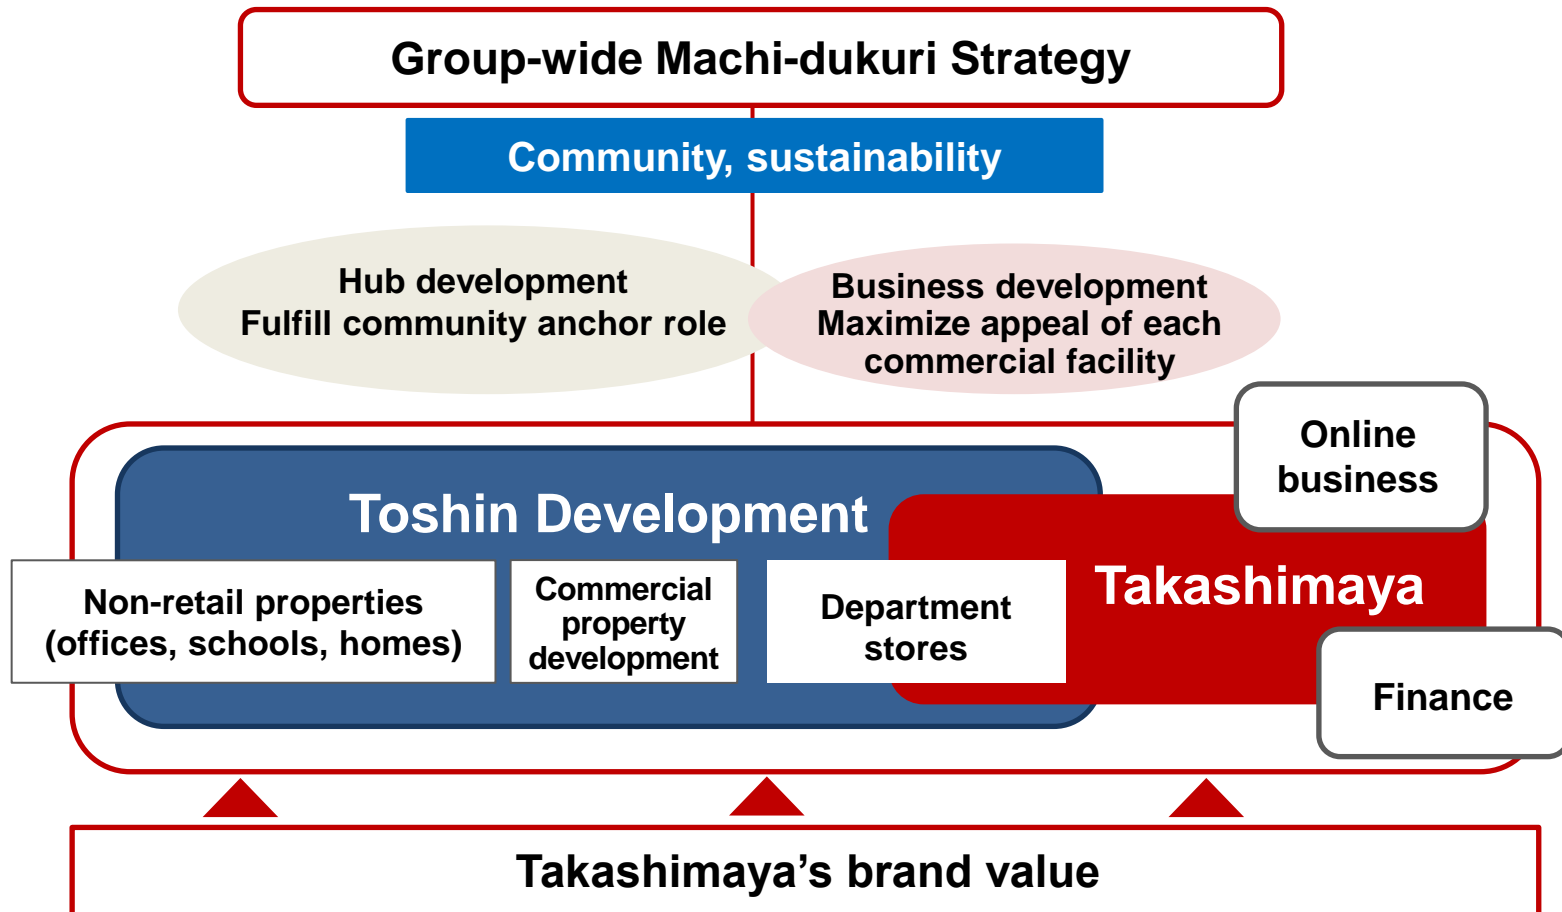 Group-wide Machi-dukuri Strategy
Community, sustainability
Hub development
Fulfill community anchor role
Business development
Maximize appeal of each
commercial facility
Online
business
Toshin Development
Takashimaya
Non-retail properties
(offices, schools, homes)
Commercial
property
development
Department
stores
Finance
Takashimaya’s brand value